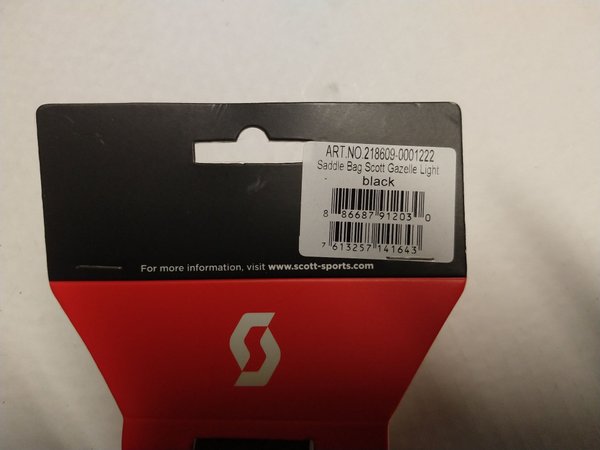 ART.NO.218609-0001222
Saddle Bag Scott Gazelle Light
black
8 86687 91203 0
7 613257 141643
For more information, visit www.scott-sports.com